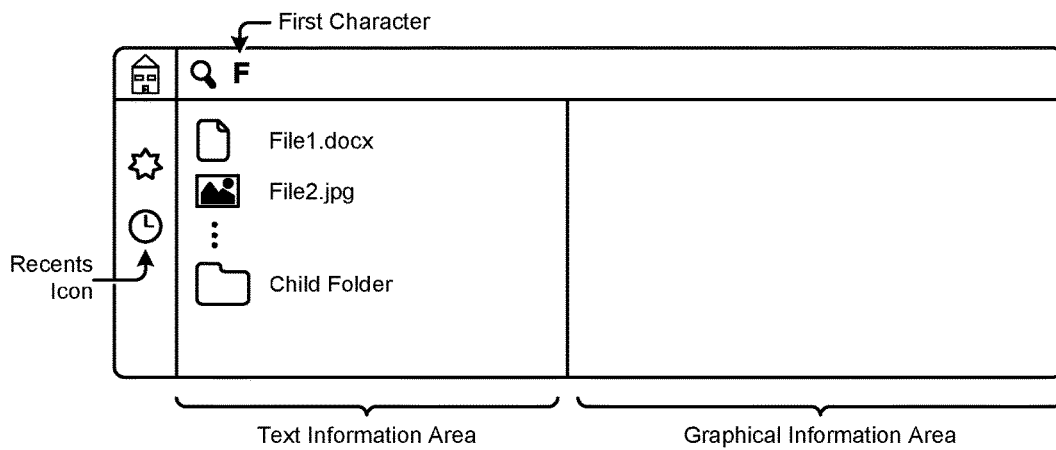 First Character
F
File1.docx
File2.jpg
Recents
Icon
Child Folder
Text Information Area
Graphical Information Area